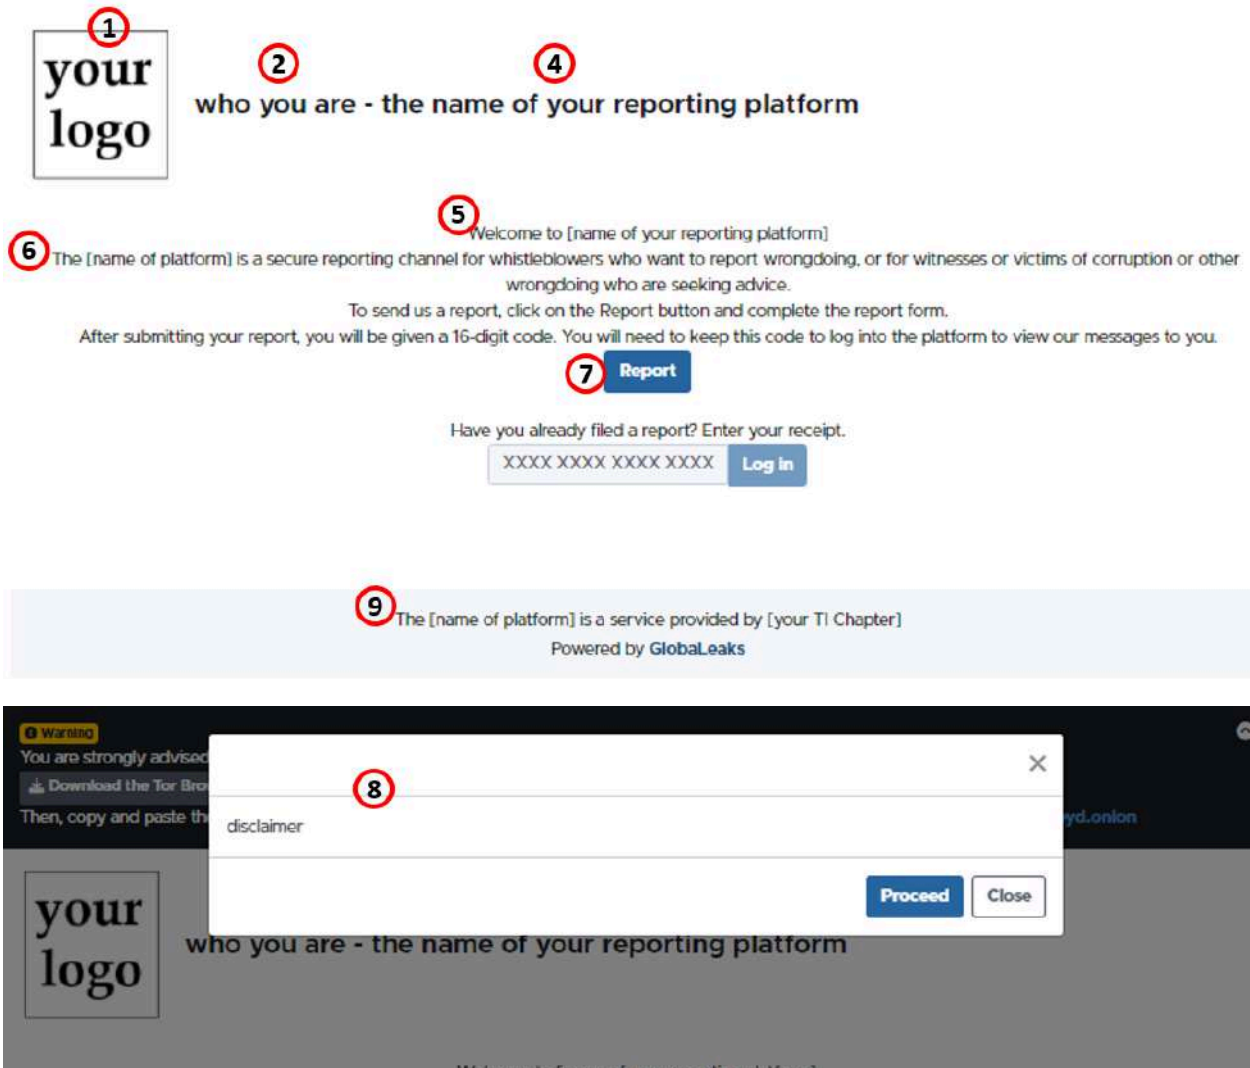 1
your
logo
2
4
who you are - the name of your reporting platform
5
Welcome to [name of your reporting platform]
6
The [name of platform] is a secure reporting channel for whistleblowers who want to report wrongdoing, or for witnesses or victims of corruption or other
wrongdoing who are seeking advice.
To send us a report, click on the Report button and complete the report form.
After submitting your report, you will be given a 16-digit code. You will need to keep this code to log into the platform to view our messages to you.
7
Report
Have you already filed a report? Enter your receipt.
XXXX XXXX XXXX XXXX Log in
9
The [name of platform] is a service provided by [your TI Chapter]
Powered by GlobaLeaks
Warning
You are strongly advised
×
Download the Tor Bro
8
Then, copy and paste the
yd.onion
disclaimer
Proceed Close
your
logo
who you are - the name of your reporting platform